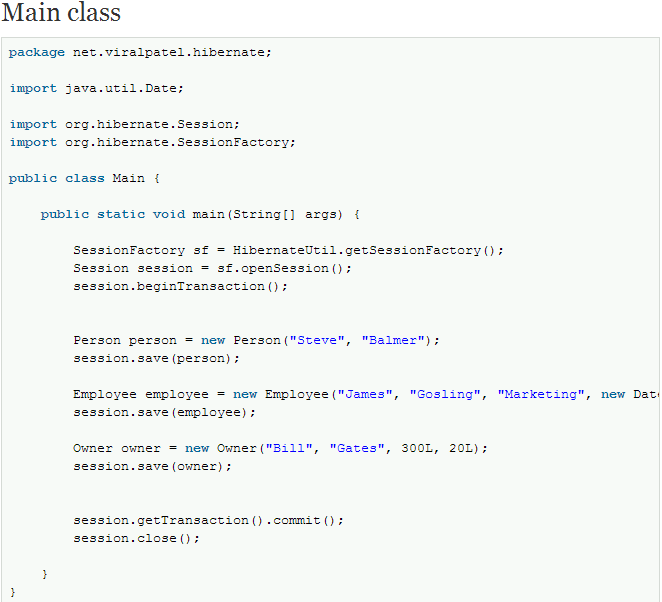 Main class
package net.viralpatel.hibernate;
import java.util.Date;
import org.hibernate.Session;
import org.hibernate.SessionFactory;
public class Main {
public static void main(String[] args) {
SessionFactory sf = HibernateUtil.getSessionFactory();
Session session = sf.openSession();
session.beginTransaction();
Person person = new Person("Steve", "Balmer");
session.save(person);
Employee employee = new Employee("James", "Gosling", "Marketing", new Dat
session.save(employee);
Owner owner = new Owner("Bill", "Gates", 300L, 20L);
session.save(owner);
session.getTransaction().commit();
session.close();
}
}